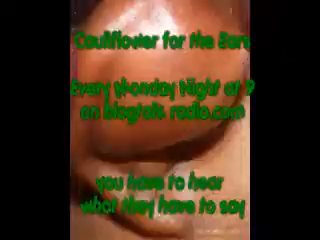 Cauliflower for the Ears
Every Monday Night at 9
on blogtalk radio.com
you have to hear
what they have to say